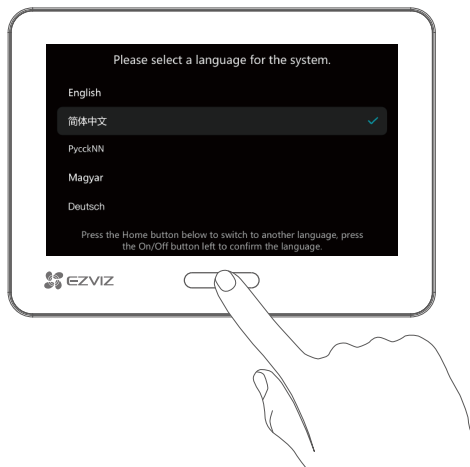 Please select a language for the system.
English
简体中文
PycckNN
Magyar
Deutsch
Press the Home button below to switch to another language, press
the On/Off button left to confirm the language.
EZVIZ